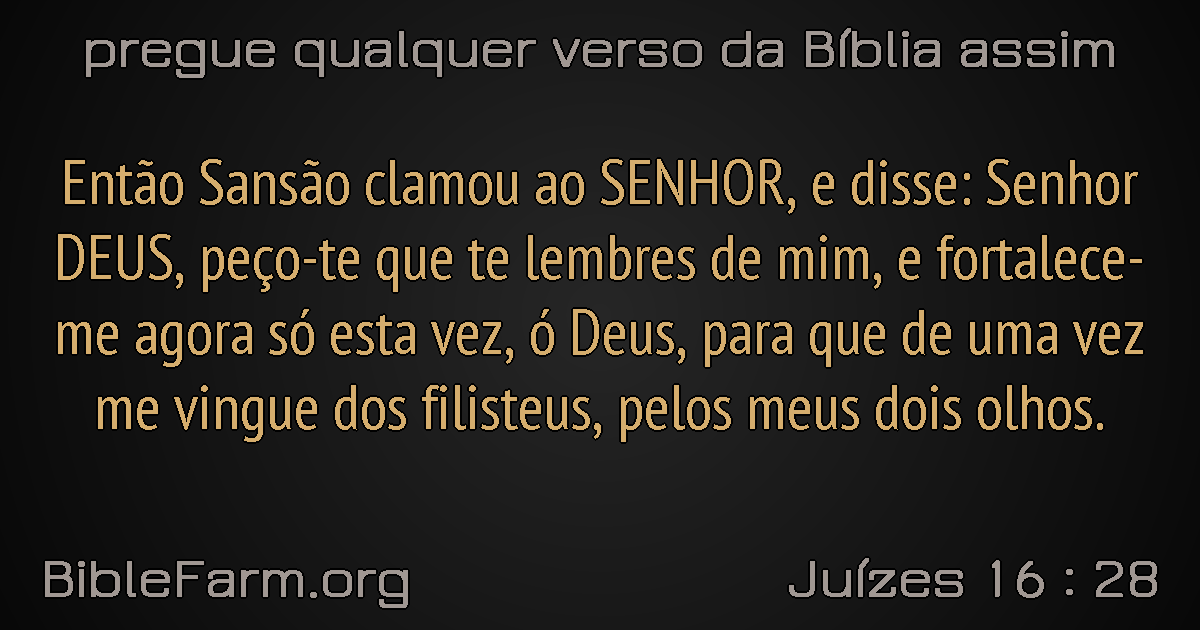 pregue qualquer verso da Bíblia assim
Então Sansão clamou ao SENHOR, e disse: Senhor
DEUS, peço-te que te lembres de mim, e fortalece-
me agora só esta vez, ó Deus, para que de uma vez
me vingue dos filisteus, pelos meus dois olhos.
BibleFarm.org
Juízes 16 : 28